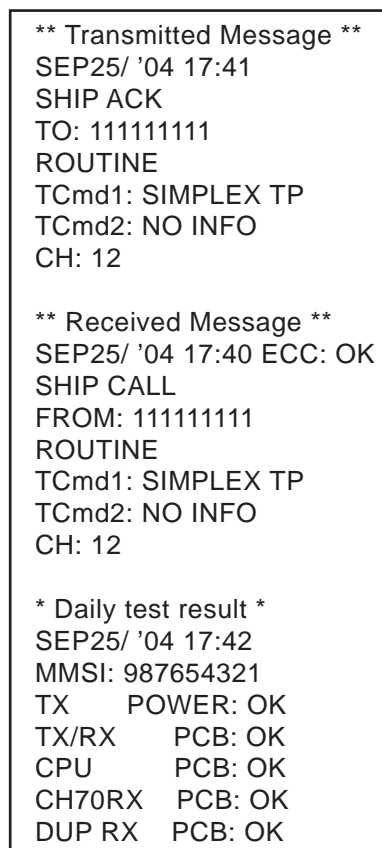 ** Transmitted Message **
SEP25/ '04 17:41
SHIP ACK
TO: 111111111
ROUTINE
TCmd1: SIMPLEX TP
TCmd2: NO INFO
CH: 12
** Received Message **
SEP25/ '04 17:40 ECC: OK
SHIP CALL
FROM: 111111111
ROUTINE
TCmd1: SIMPLEX TP
TCmd2: NO INFO
CH: 12
* Daily test result *
SEP25/ '04 17:42
MMSI: 987654321
TX POWER: OK
TX/RX PCB: OK
CPU PCB: OK
CH70RX PCB: OK
DUP RX PCB: OK